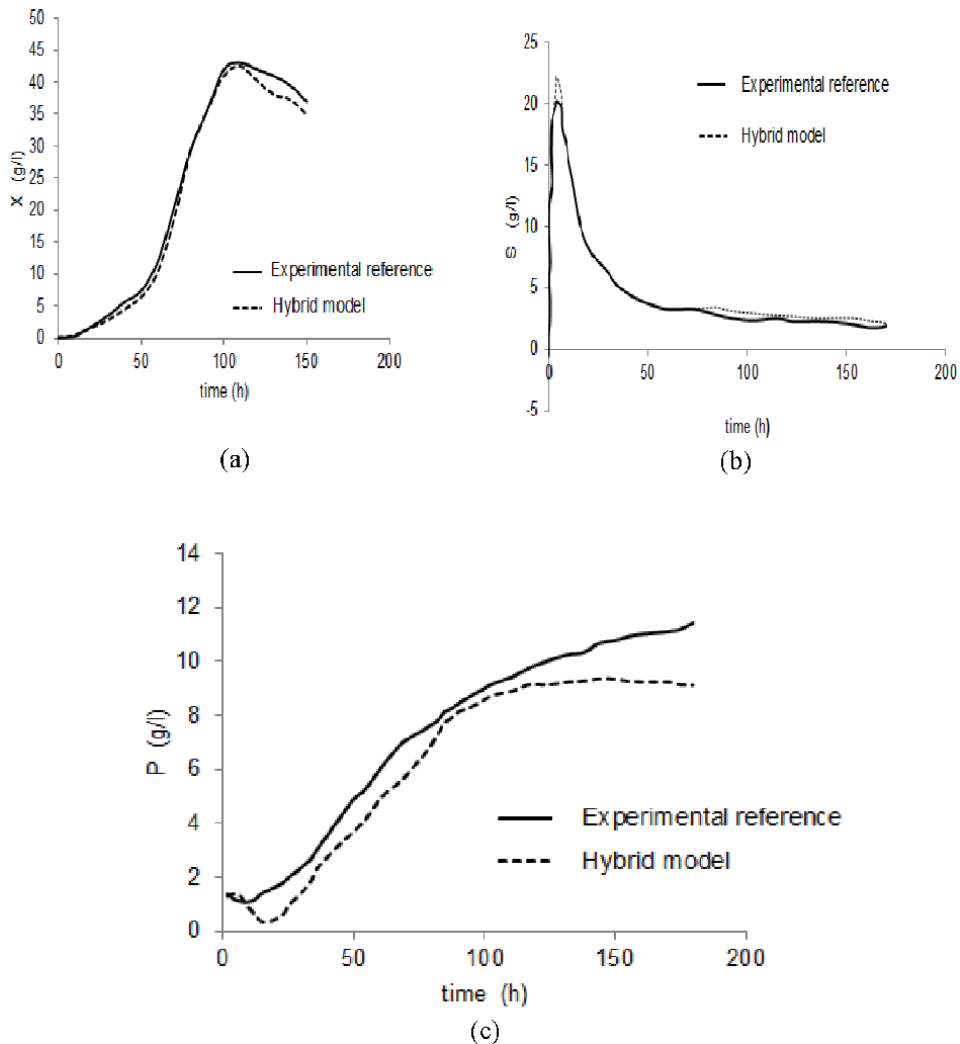 50
45
40
35
30
25
20
15
10
5
0
X (g/l)
0 50 100 150 200
time (h)
Experimental reference
Hybrid model
(a)
25
20
15
10
5
0
-5
S (g/l)
50 100 150 200
time (h)
Experimental reference
Hybrid model
(b)
14
12
10
8
6
4
2
0
P (g/l)
0 50 100 150 200
time (h)
Experimental reference
Hybrid model
(c)